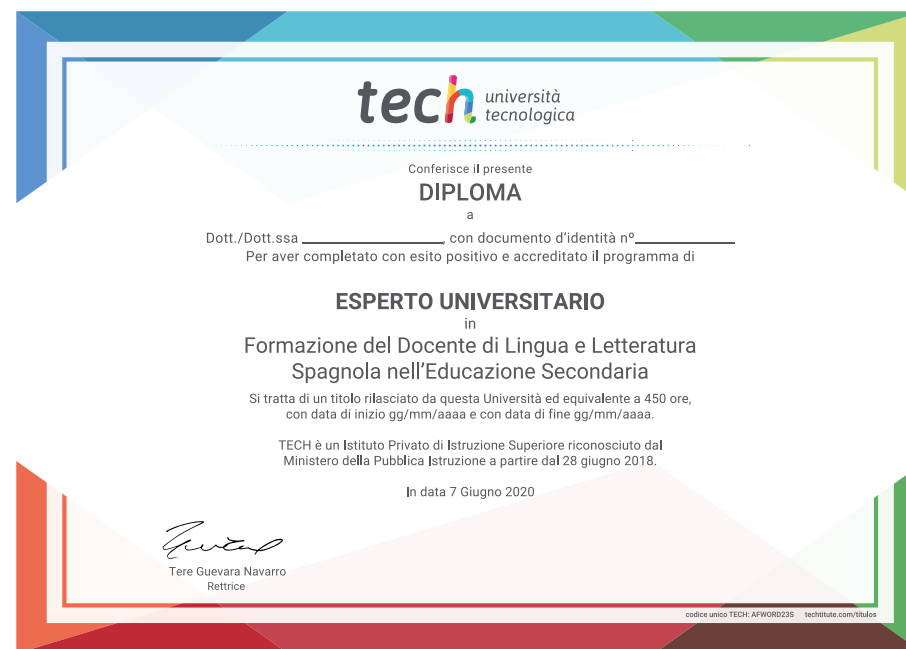 tech università
tecnologica
Conferisce il presente
DIPLOMA
a
Dott./Dott.ssa ____________________, con documento d'identità nº______________
Per aver completato con esito positivo e accreditato il programma di
ESPERTO UNIVERSITARIO
in
Formazione del Docente di Lingua e Letteratura
Spagnola nell'Educazione Secondaria
Si tratta di un titolo rilasciato da questa Università ed equivalente a 450 ore,
con data di inizio gg/mm/aaaa e con data di fine gg/mm/aaaa.
TECH è un Istituto Privato di Istruzione Superiore riconosciuto dal
Ministero della Pubblica Istruzione a partire dal 28 giugno 2018.
In data 7 Giugno 2020
Tere Guevara Navarro
Rettrice
codice unico TECH: AFWORD23S techtitute.com/titulos